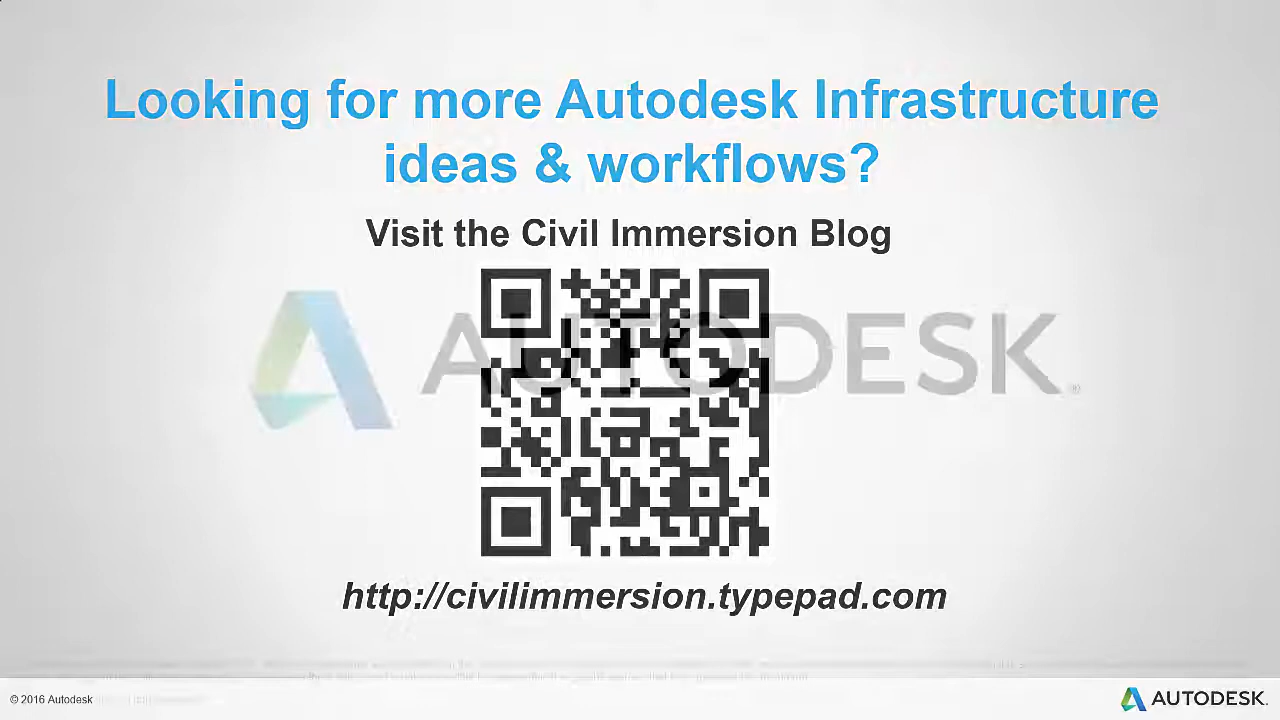 Looking for more Autodesk Infrastructure
ideas & workflows?
Visit the Civil Immersion Blog
AUTODESK®
http://civilimmersion.typepad.com
© 2016 Autodesk
AUTODESK.